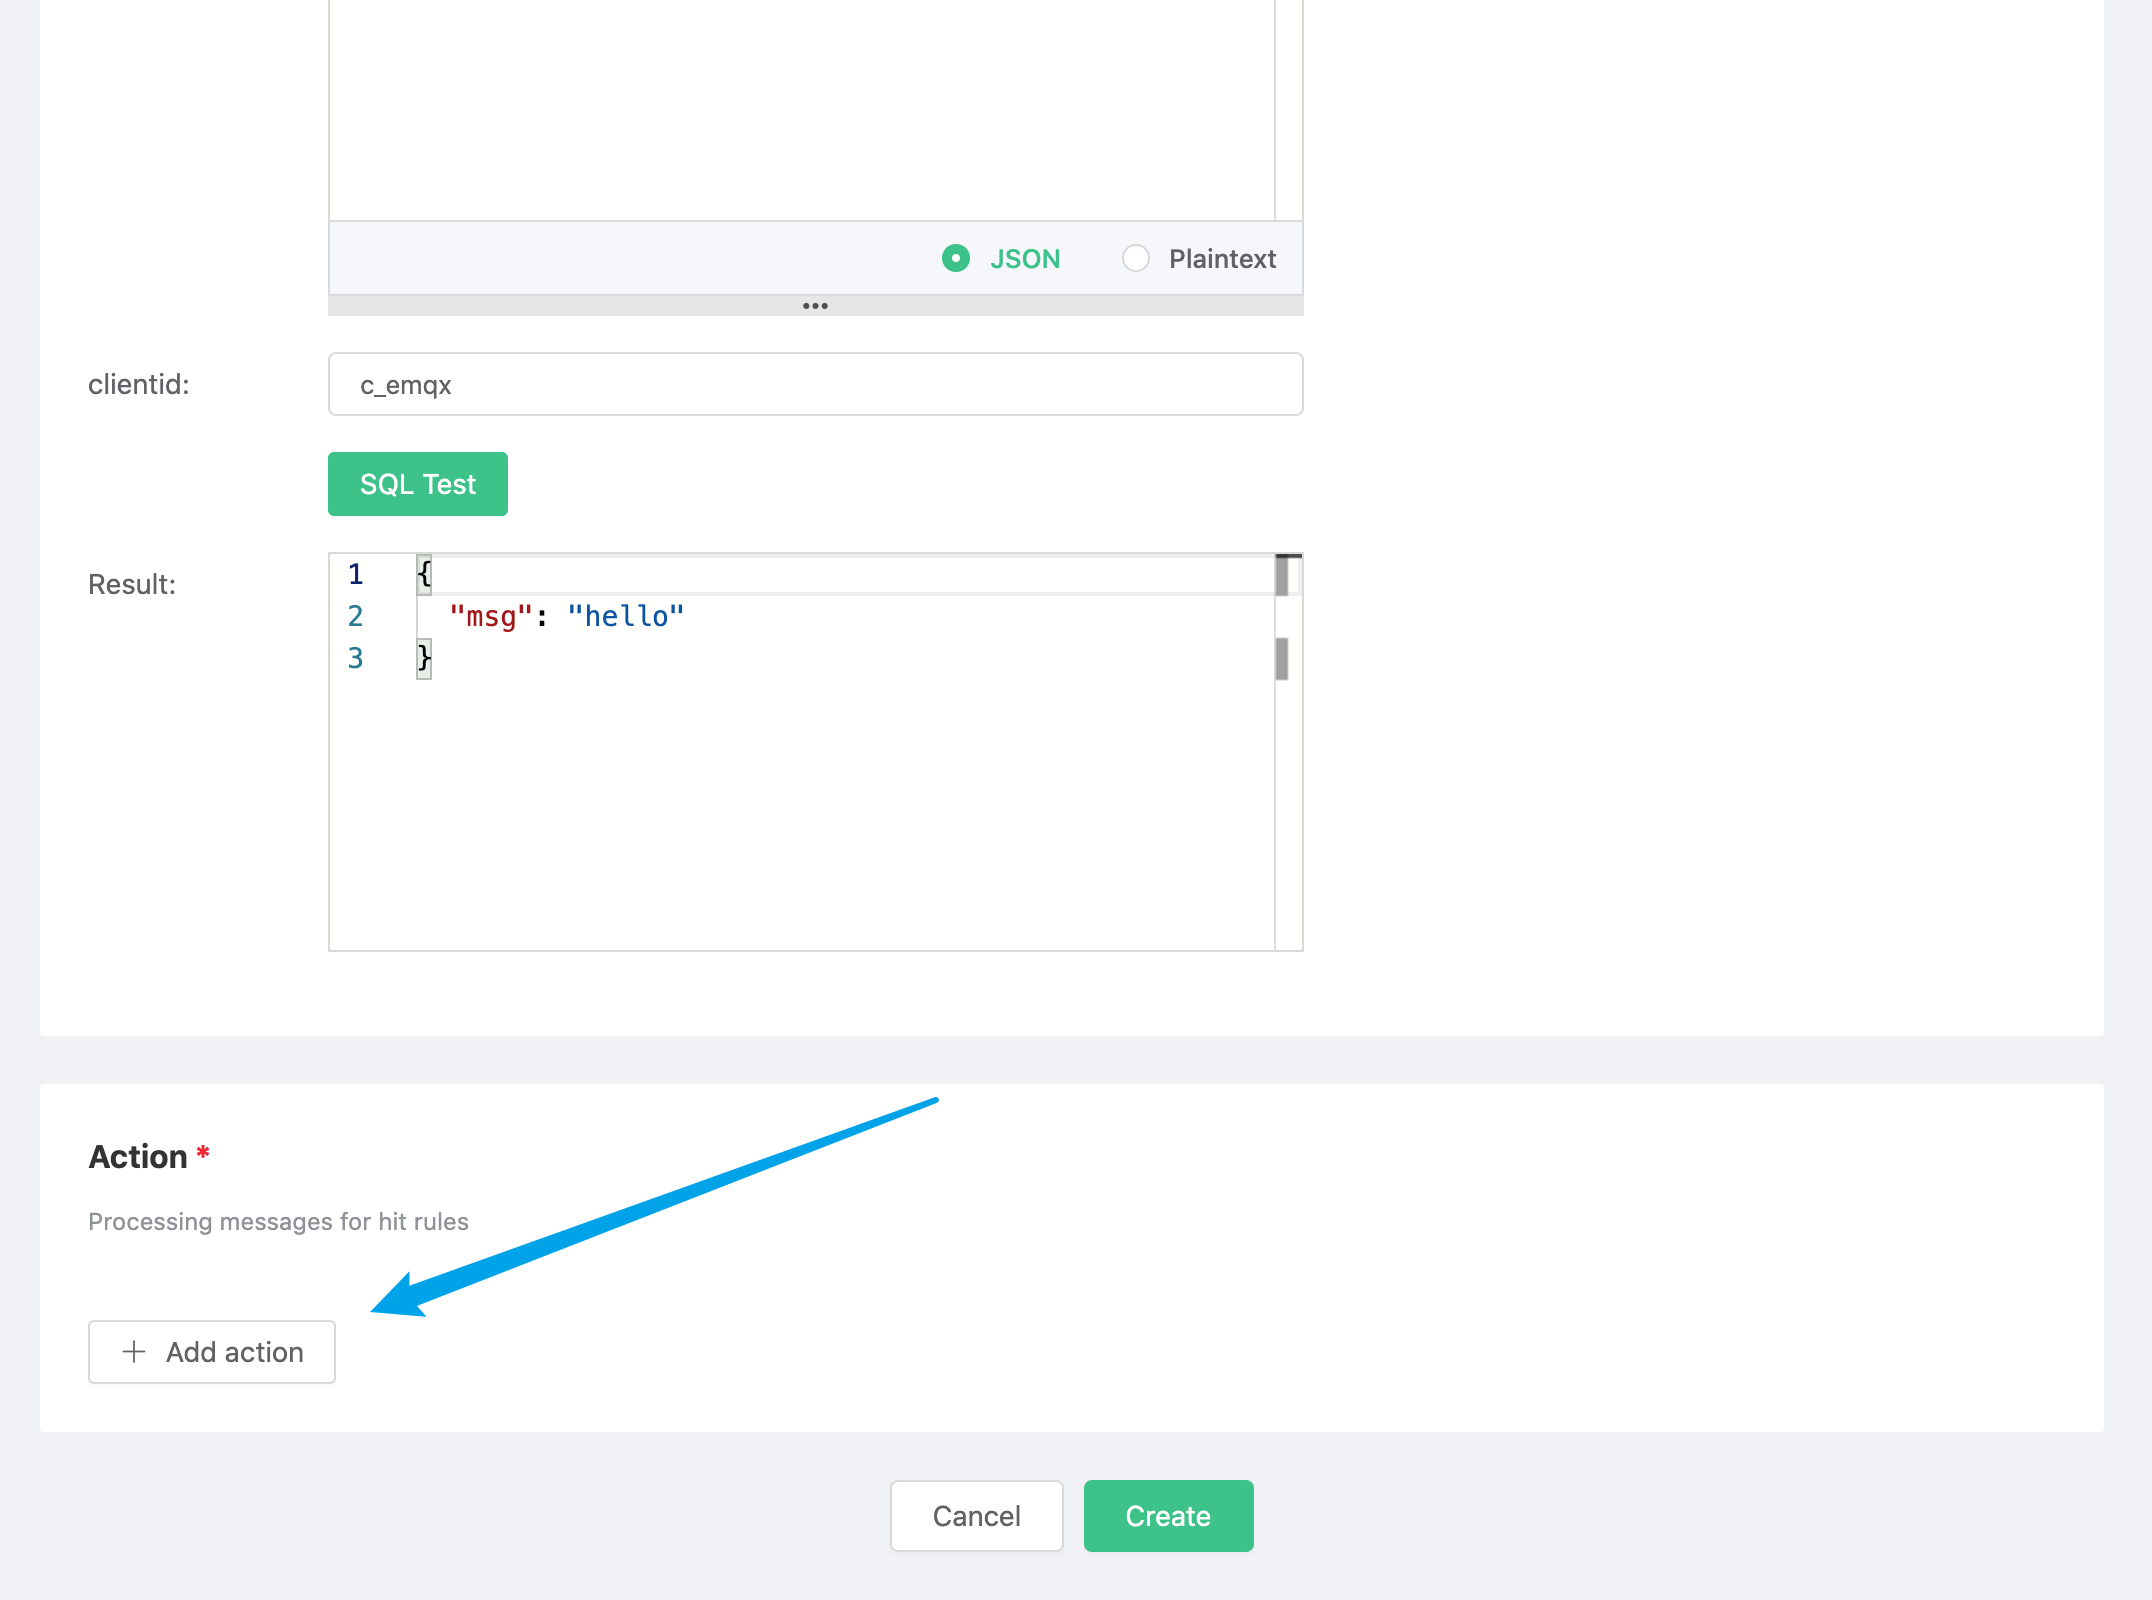 JSON Plaintext
clientid: c_emqx
SQL Test
Result:
1 {
2 "msg": "hello"
3 }
Action *
Processing messages for hit rules
+ Add action
Cancel Create